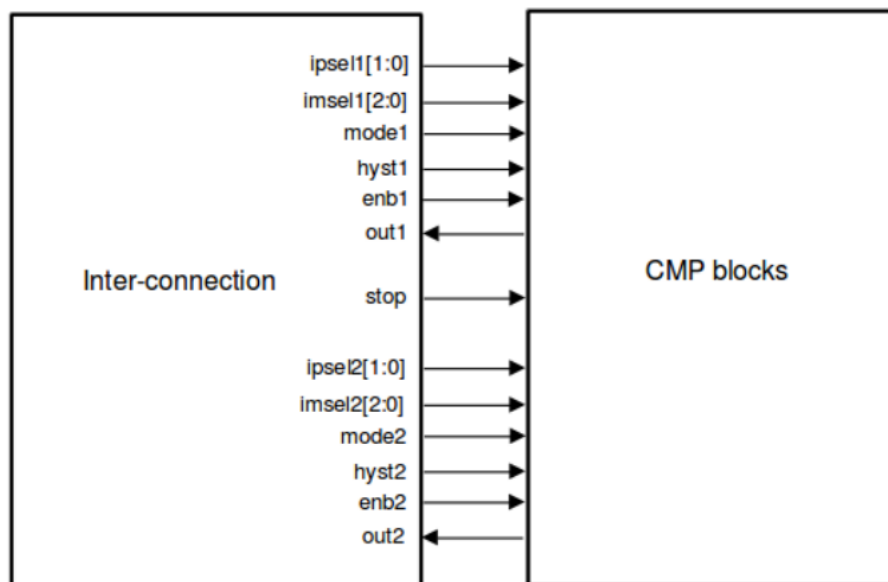 ipsel1[1:0]
imsel1[2:0]
mode1
hyst1
enb1
out1
Inter-connection
CMP blocks
stop
ipsel2[1:0]
imsel2[2:0]
mode2
hyst2
enb2
out2